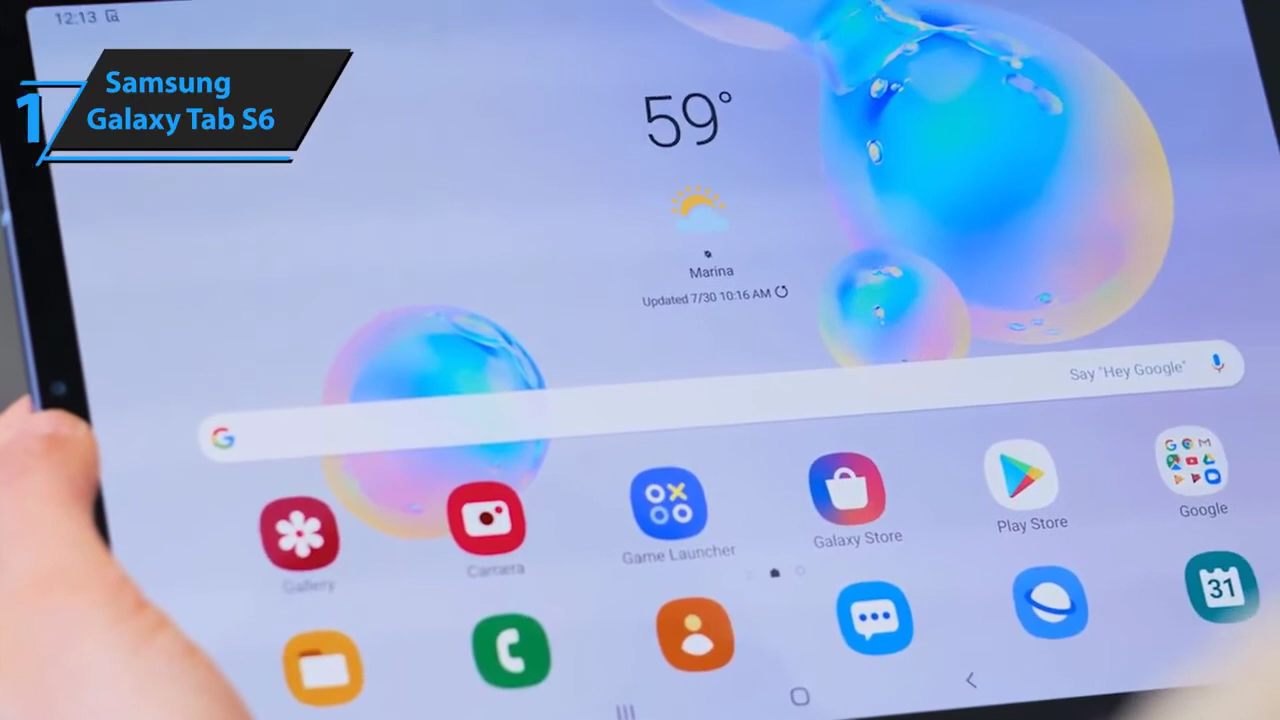 12:13
1
Samsung
Galaxy Tab S6
59°
Marina
Updated 7/30 10:16 AM
Say "Hey Google"
Gallery
Camera
Game Launcher
Galaxy Store
Play Store
Google
31